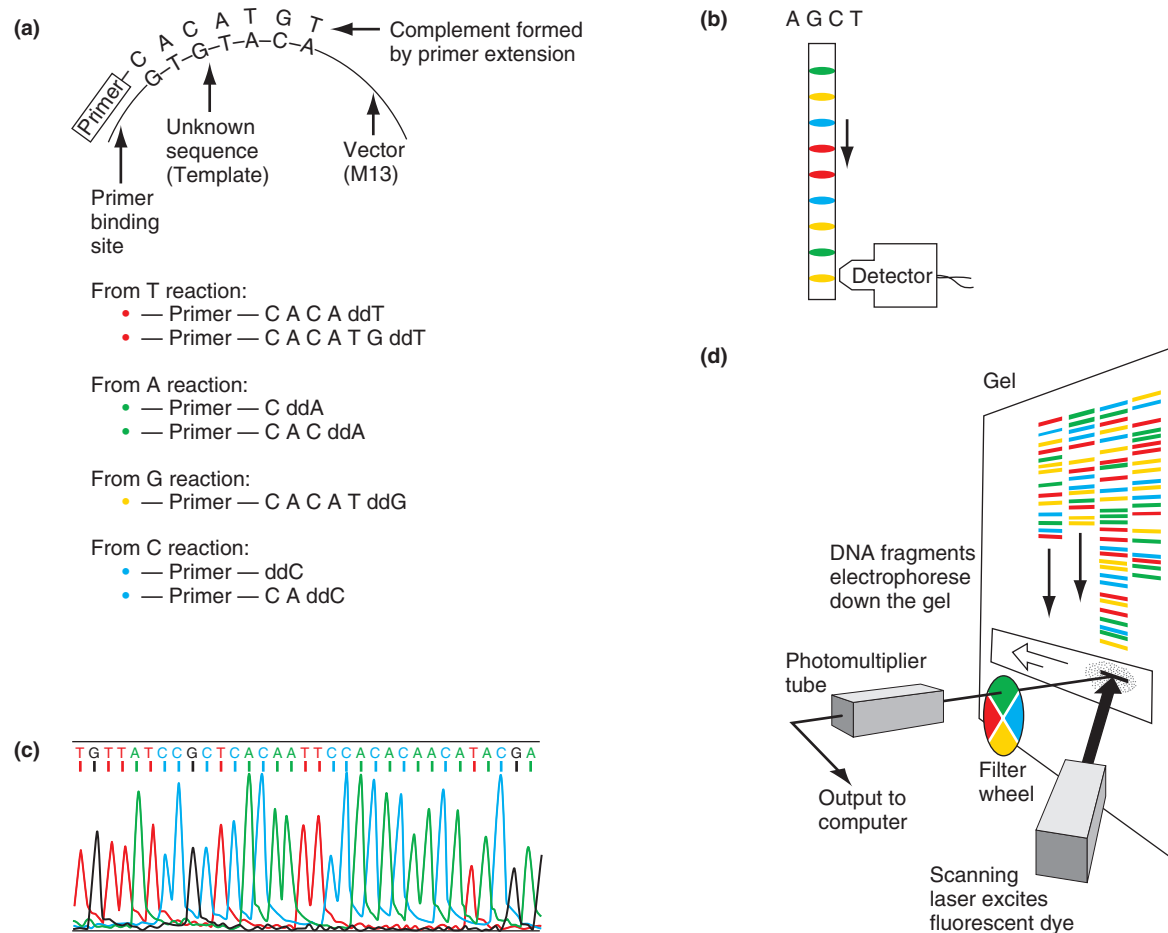 (a)
C A C A T G T
G–T–G–T–A–C–A
Primer
Complement formed
by primer extension
Unknown
sequence
(Template)
Vector
(M13)
Primer
binding
site
From T reaction:
• — Primer — C A C A ddT
• — Primer — C A C A T G ddT
From A reaction:
• — Primer — C ddA
• — Primer — C A C ddA
From G reaction:
• — Primer — C A C A T ddG
From C reaction:
• — Primer — ddC
• — Primer — C A ddC
(b)
A G C T
Detector
(c)
T G T T A T C C G C T C A C A A T T C C A C A C A A C A T A C G A
(d)
Gel
DNA fragments
electrophorese
down the gel
Photomultiplier
tube
Output to
computer
Filter
wheel
Scanning
laser excites
fluorescent dye